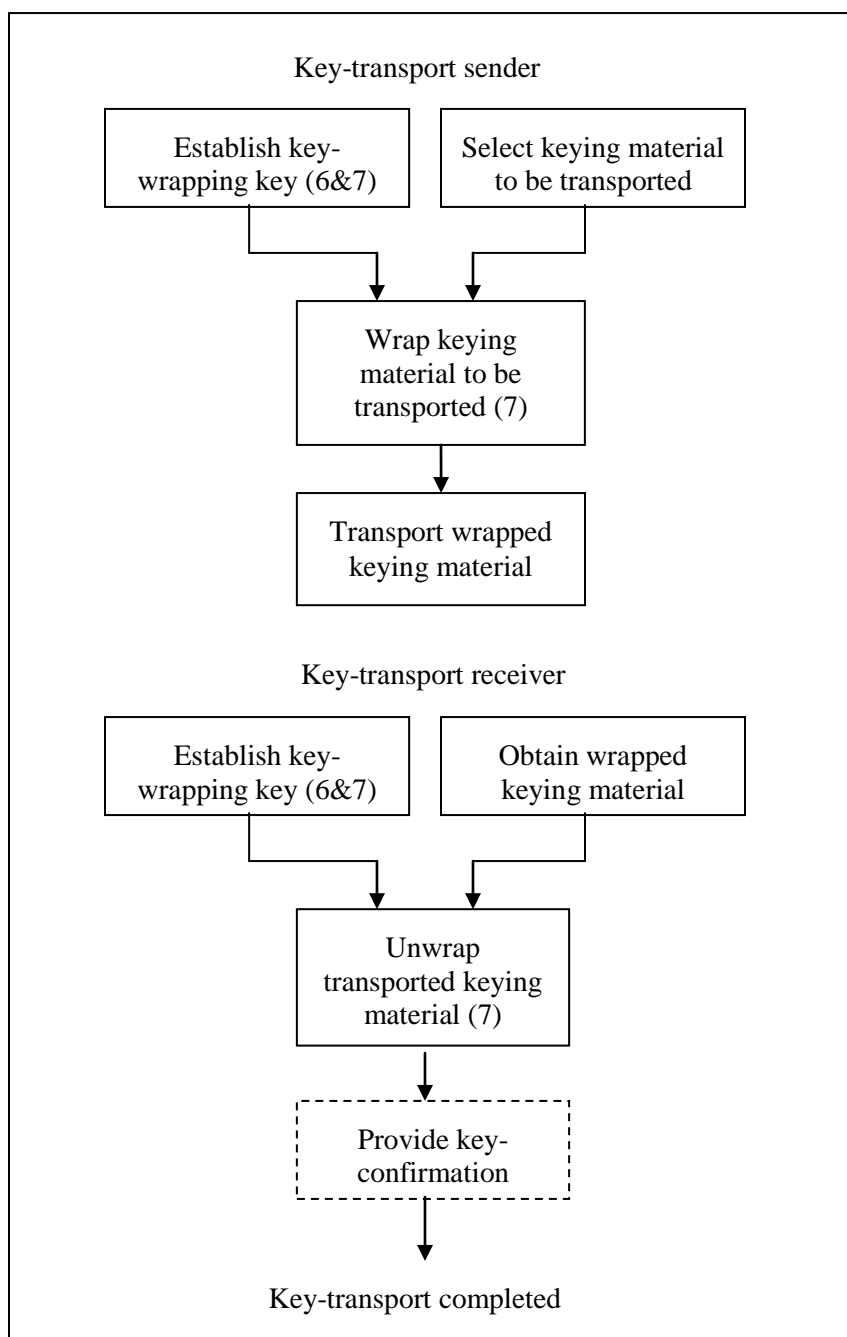 Key-transport sender
Establish key-
wrapping key (6&7)
Select keying material
to be transported
Wrap keying
material to be
transported (7)
Transport wrapped
keying material
Key-transport receiver
Establish key-
wrapping key (6&7)
Obtain wrapped
keying material
Unwrap
transported keying
material (7)
Provide key-
confirmation
Key-transport completed